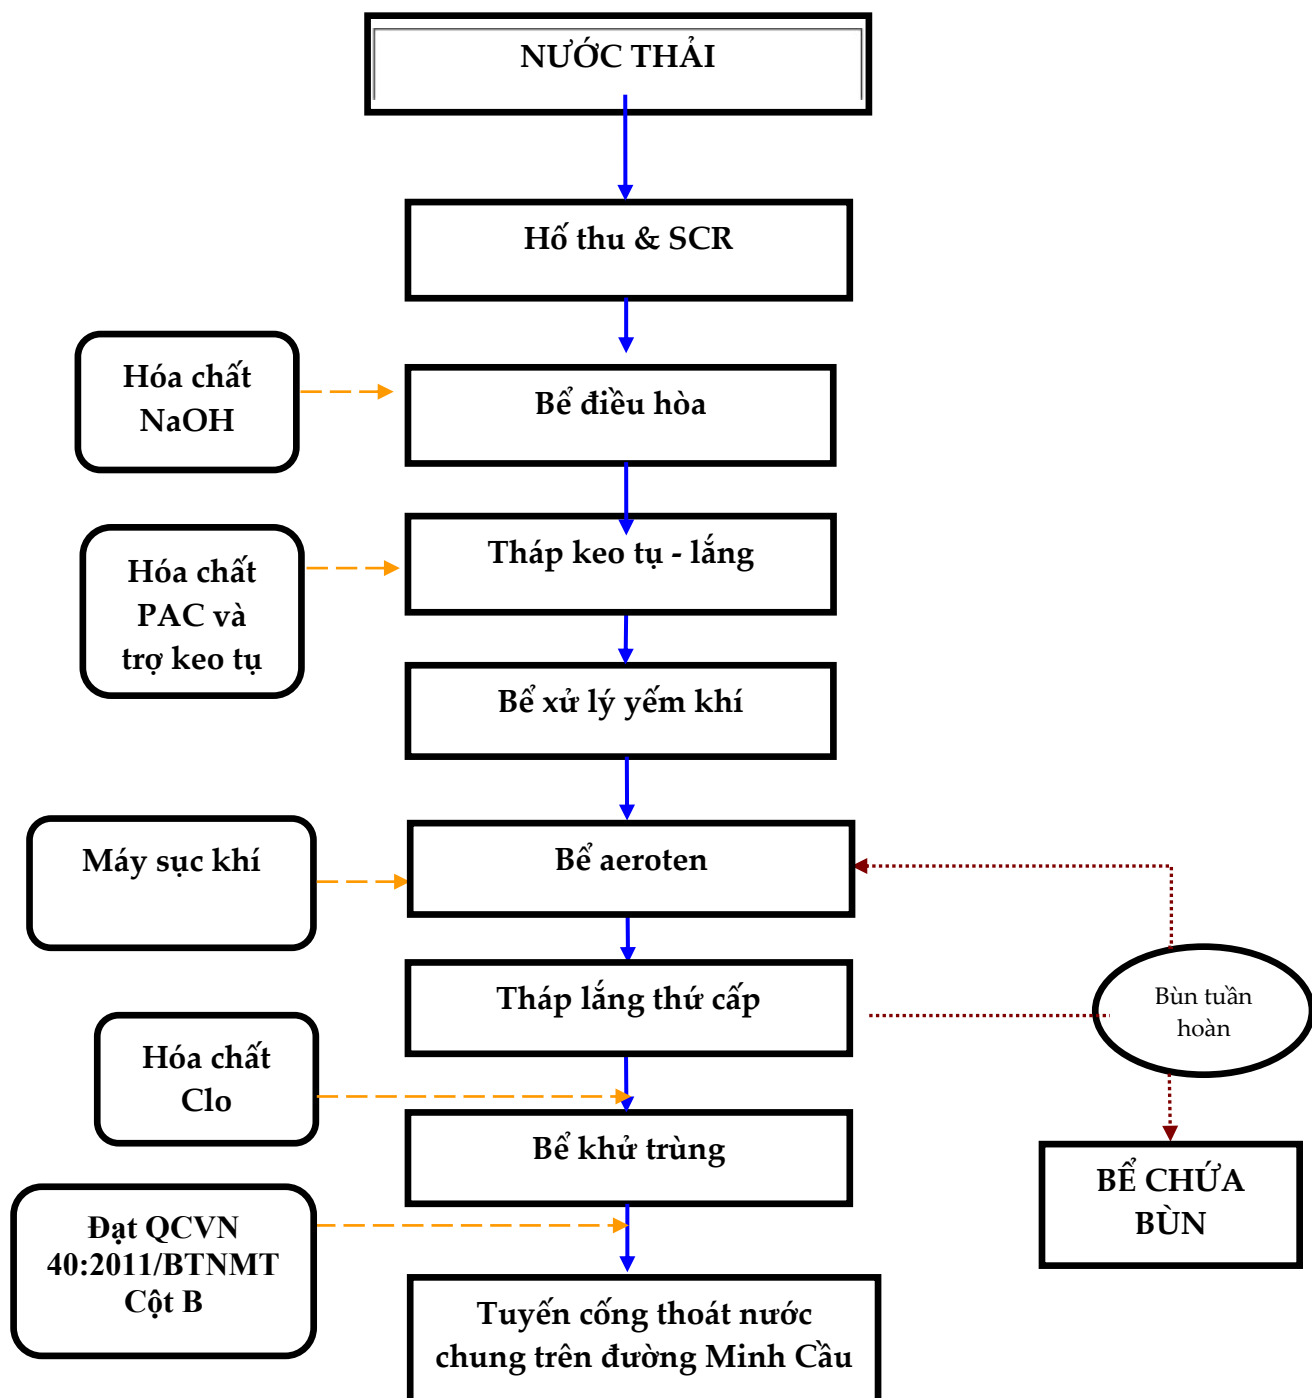 NƯỚC THẢI
Hố thu & SCR
Hóa chất
NaOH
Bể điều hòa
Hóa chất
PAC và
trợ keo tụ
Tháp keo tụ - lắng
Bể xử lý yếm khí
Máy sục khí
Bể aeroten
Tháp lắng thứ cấp
Bùn tuần
hoàn
Hóa chất
Clo
Bể khử trùng
BỂ CHỨA
BÙN
Đạt QCVN
40:2011/BTNMT
Cột B
Tuyến cống thoát nước
chung trên đường Minh Cầu